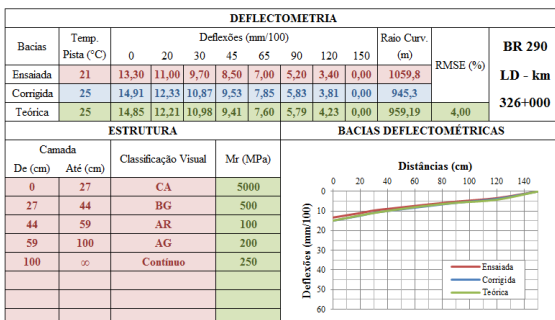 DEFLECTOMETRIA
Bacias Temp. Pista (°C) Deflexões (mm/100) Raio Curv. (m) RMSE (%) BR 290 LD - km 326+000
0 20 30 45 65 90 120 150
Ensaiada 21 13,30 11,00 9,70 8,50 7,00 5,20 3,40 0,00 1059,8
Corrigida 25 14,91 12,33 10,87 9,53 7,85 5,83 3,81 0,00 945,3
Teórica 25 14,85 12,21 10,98 9,41 7,60 5,79 4,23 0,00 959,19 4,00
ESTRUTURA BACIAS DEFLECTOMÉTRICAS
Camada Classificação Visual Mr (MPa)
De (cm) Até (cm)
0 27 CA 5000
27 44 BG 500
44 59 AR 100
59 100 AG 200
100 ∞ Contínuo 250
Distâncias (cm)
0 20 40 60 80 100 120 140
Deflexões (mm/100)
0
10
20
30
40
50
60
Ensaiada
Corrigida
Teórica